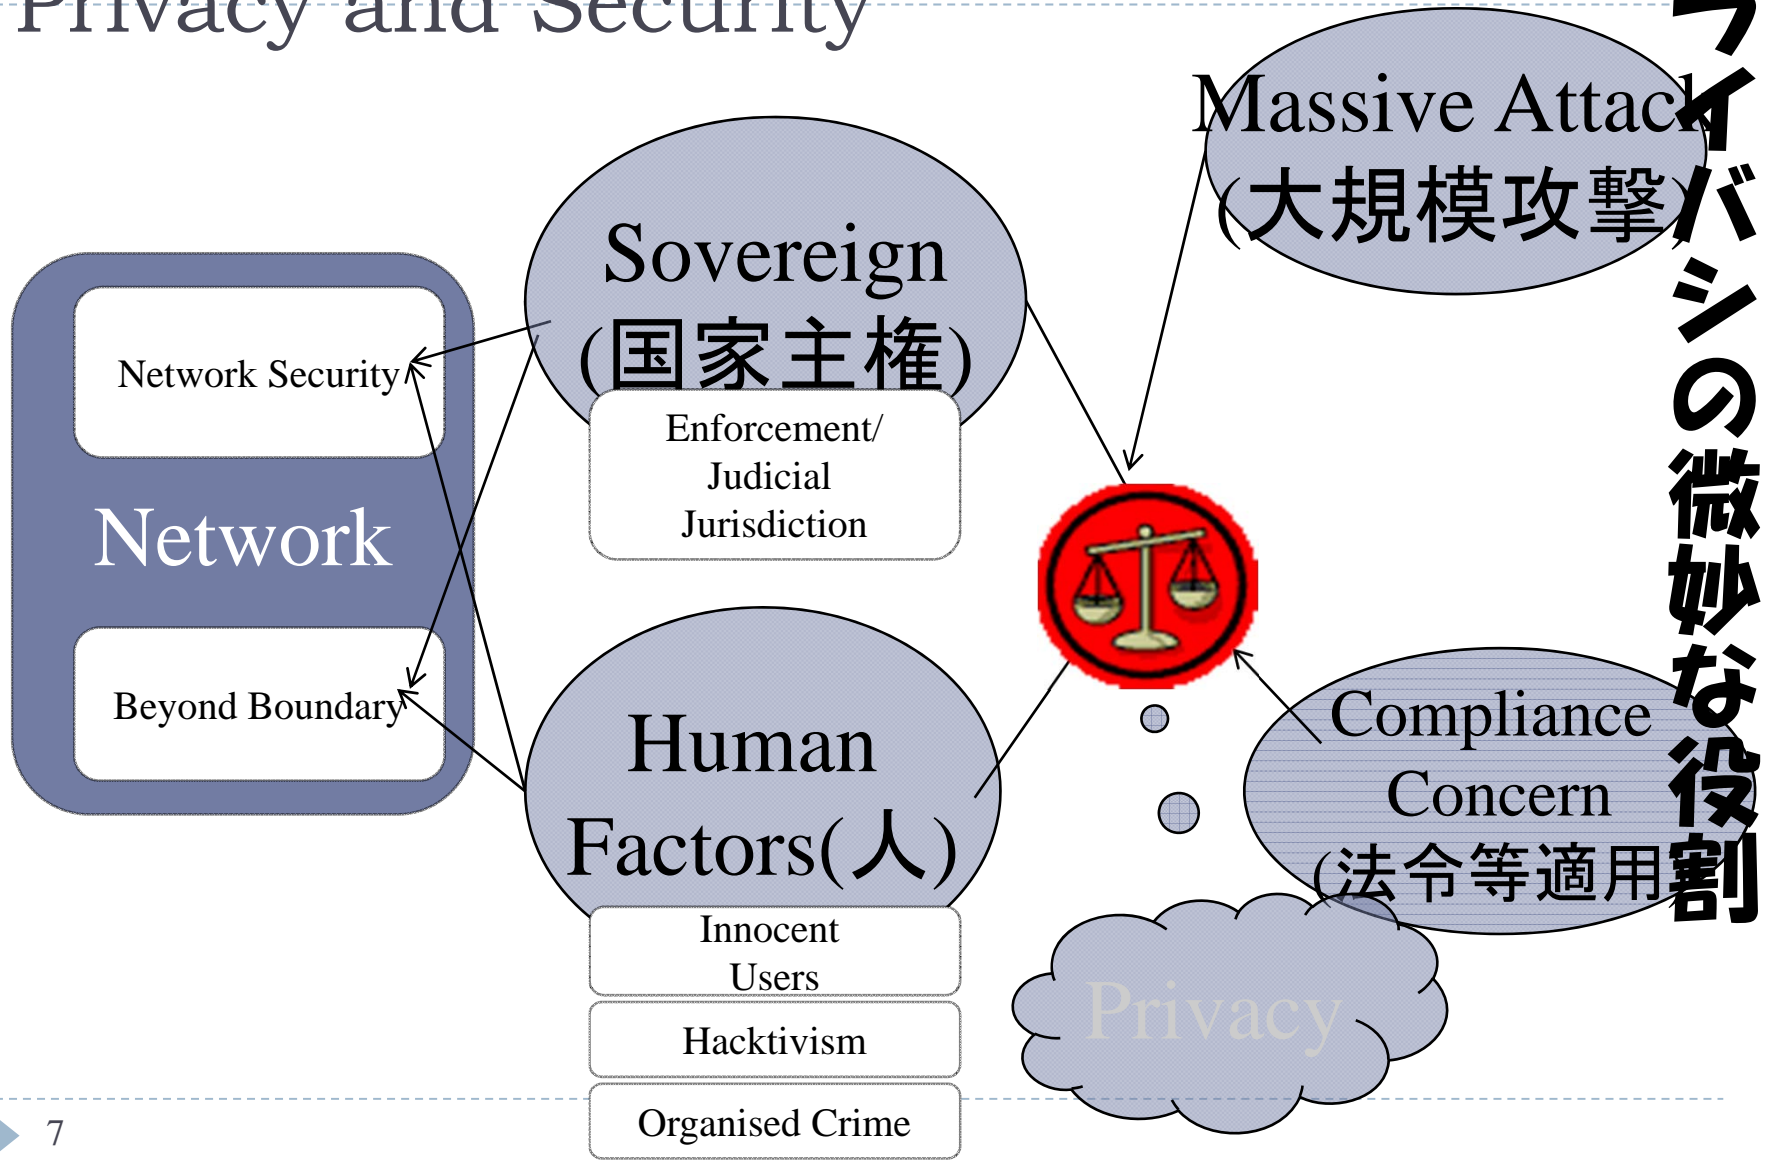 Privacy and Security
Massive Attack
(大規模攻撃)
Sovereign
(国家主権)
Enforcement/
Judicial
Jurisdiction
Network Security
Network
Beyond Boundary
Human
Factors(人)
Innocent
Users
Hacktivism
Organised Crime
Compliance
Concern
(法令等適用)
Privacy
ライバシの微妙な役割
7